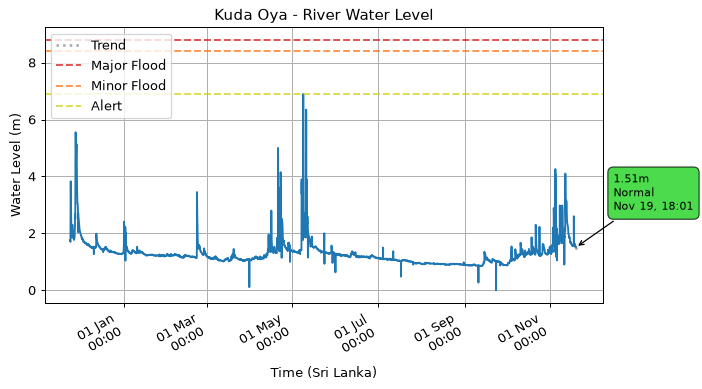 Kuda Oya - River Water Level
Trend
Major Flood
Minor Flood
Alert
Water Level (m)
8
6
4
2
0
1.51m
Normal
Nov 19, 18:01
01 Jan
00:00
01 Mar
00:00
01 May
00:00
01 Jul
00:00
01 Sep
00:00
01 Nov
00:00
Time (Sri Lanka)